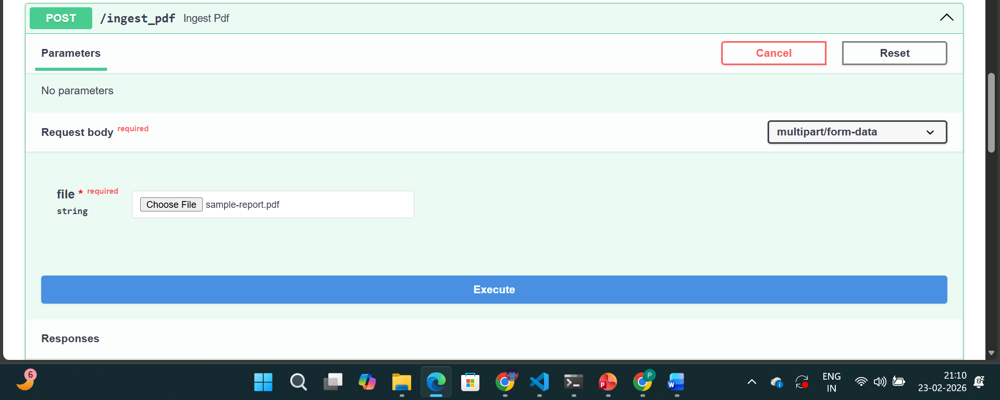 POST /ingest_pdf Ingest Pdf
Parameters
Cancel
Reset
No parameters
Request body required
multipart/form-data
file * required
string
Choose File sample-report.pdf
Execute
Responses
6
P
P
W
ENG
IN
21:10
23-02-2026